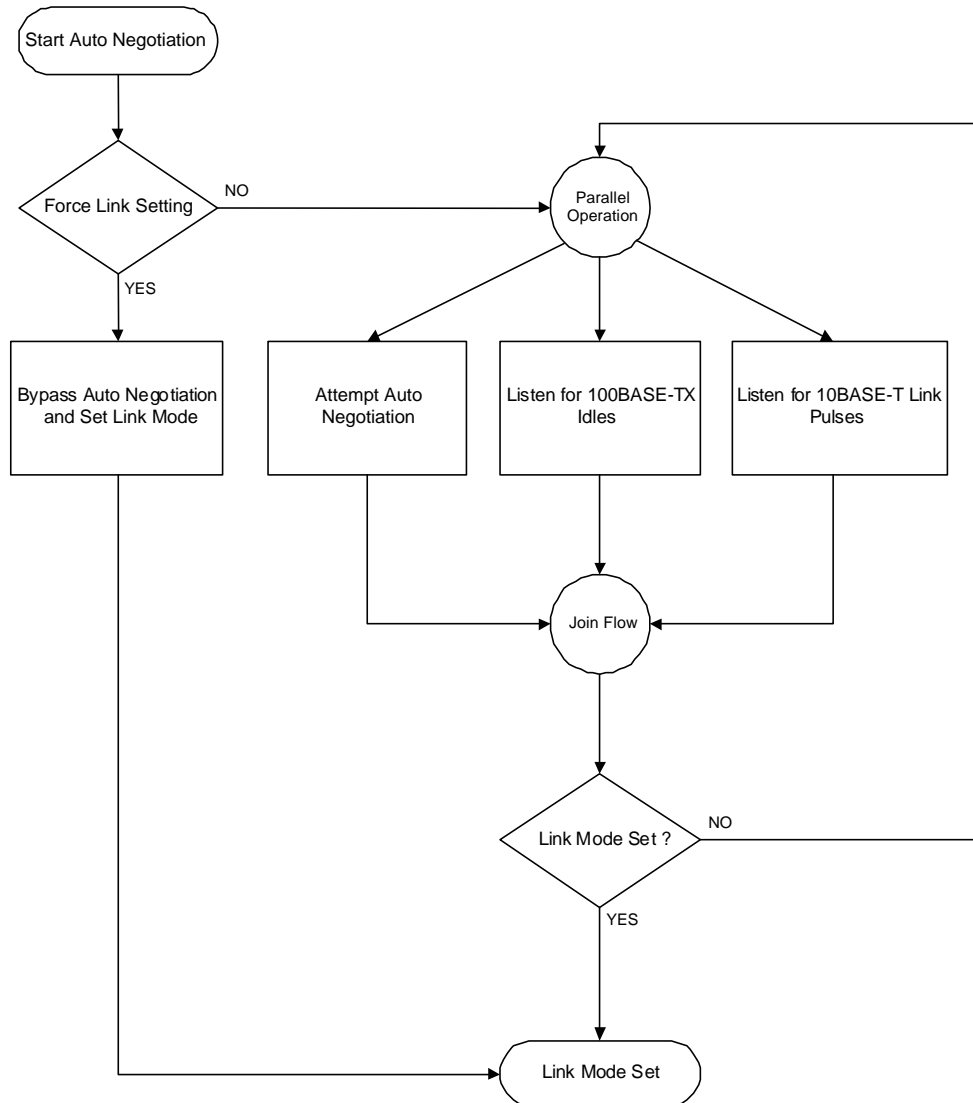 Start Auto Negotiation
Force Link Setting
NO
Parallel
Operation
YES
Bypass Auto Negotiation
and Set Link Mode
Attempt Auto
Negotiation
Listen for 100BASE-TX
Idles
Listen for 10BASE-T Link
Pulses
Join Flow
Link Mode Set ?
NO
YES
Link Mode Set